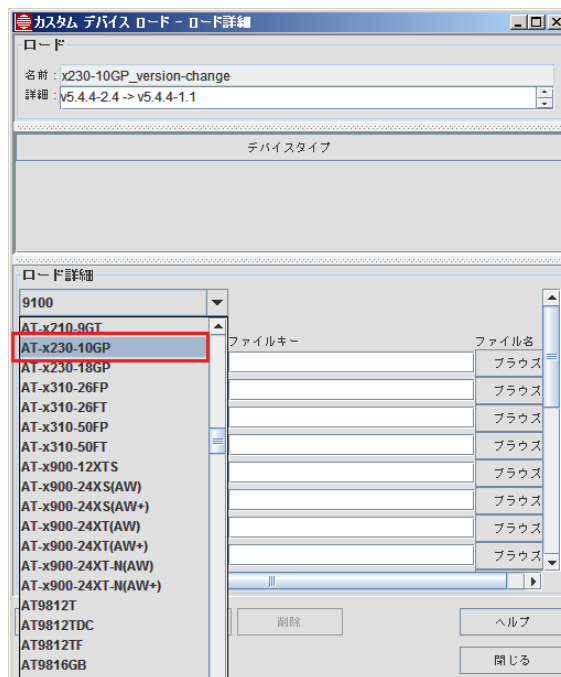 カスタム デバイス ロード - ロード詳細
ロード
名前 : x230-10GP_version-change
詳細 : v5.4.4-2.4 -> v5.4.4-1.1
デバイスタイプ
ロード詳細
9100
ファイルキー ファイル名
AT-x210-9GT
AT-x230-10GP
AT-x230-18GP
AT-x310-26FP
AT-x310-26FT
AT-x310-50FP
AT-x310-50FT
AT-x900-12XTS
AT-x900-24XS(AW)
AT-x900-24XS(AW+)
AT-x900-24XT(AW)
AT-x900-24XT(AW+)
AT-x900-24XT-N(AW)
AT-x900-24XT-N(AW+)
AT9812T
AT9812TDC
AT9812TF
AT9816GB
ブラウズ
ブラウズ
ブラウズ
ブラウズ
ブラウズ
ブラウズ
ブラウズ
ブラウズ
削除
ヘルプ
閉じる